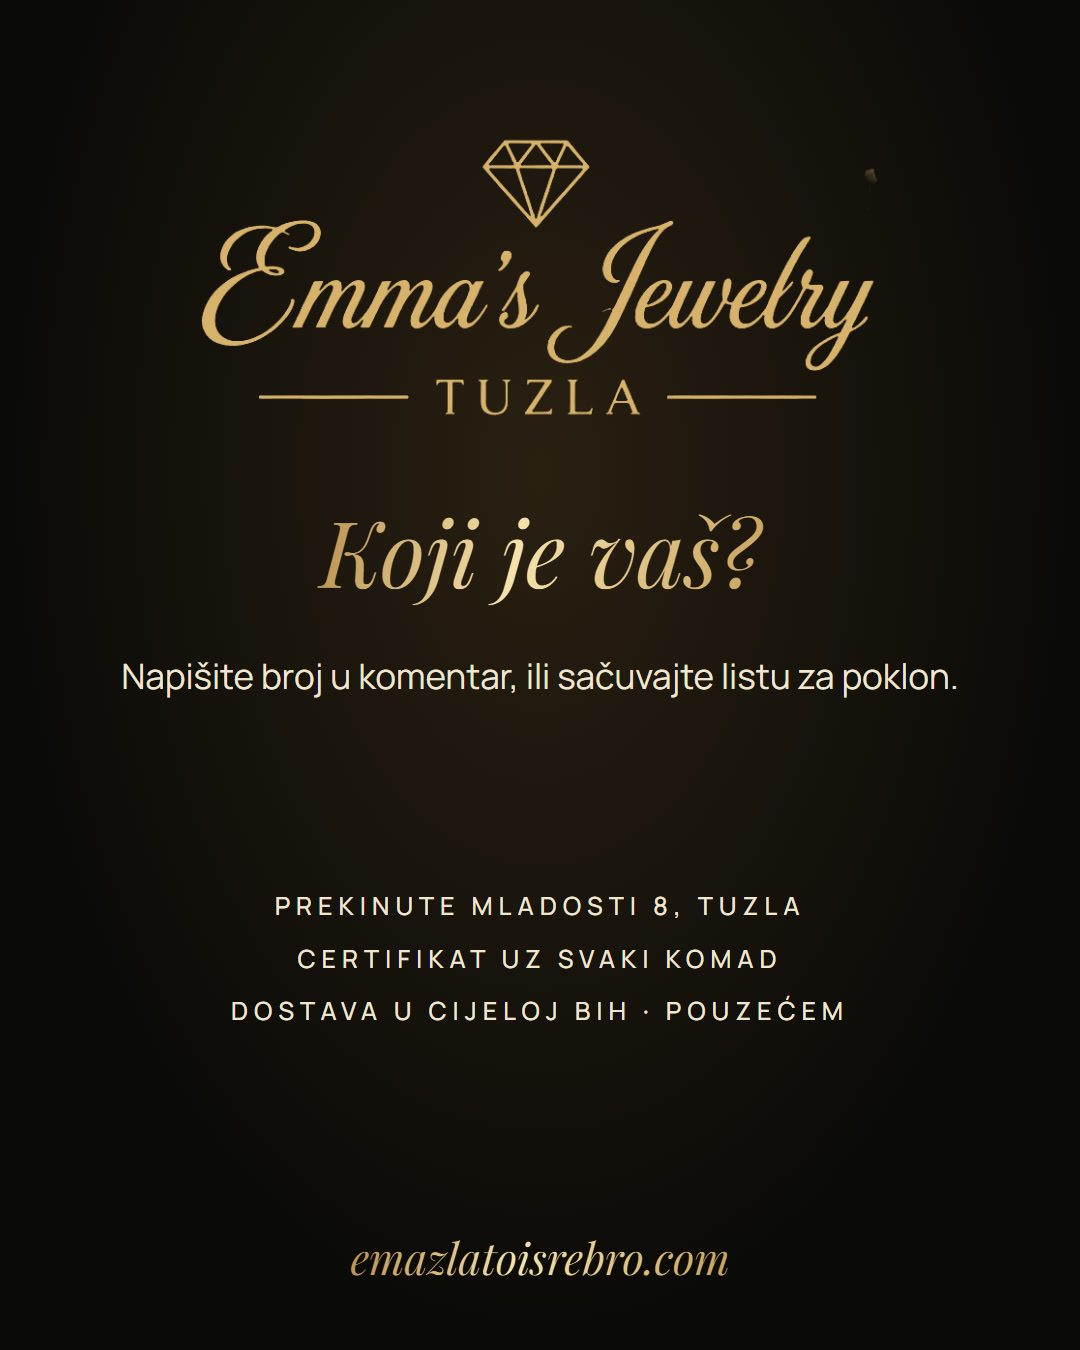 Emma's Jewelry
TUZLA
Koji je vaš?
Napišite broj u komentar, ili sačuvajte listu za poklon.
PREKINUTE MLADOSTI 8, TUZLA
CERTIFIKAT UZ SVAKI KOMAD
DOSTAVA U CIJELOJ BIH · POUZEĆEM
emazlatoisrebro.com